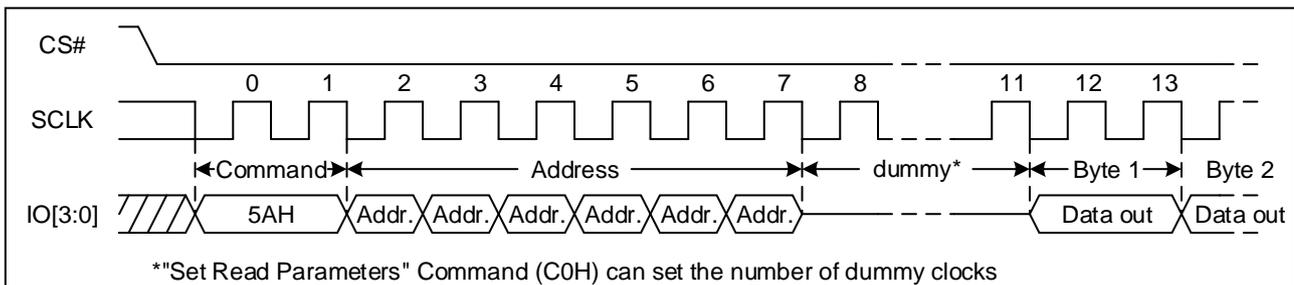 CS#
0 1 2 3 4 5 6 7 8 11 12 13
SCLK
Command Address dummy* Byte 1 Byte 2
IO[3:0] 5AH Addr. Addr. Addr. Addr. Addr. Addr. Data out Data out
*"Set Read Parameters" Command (C0H) can set the number of dummy clocks